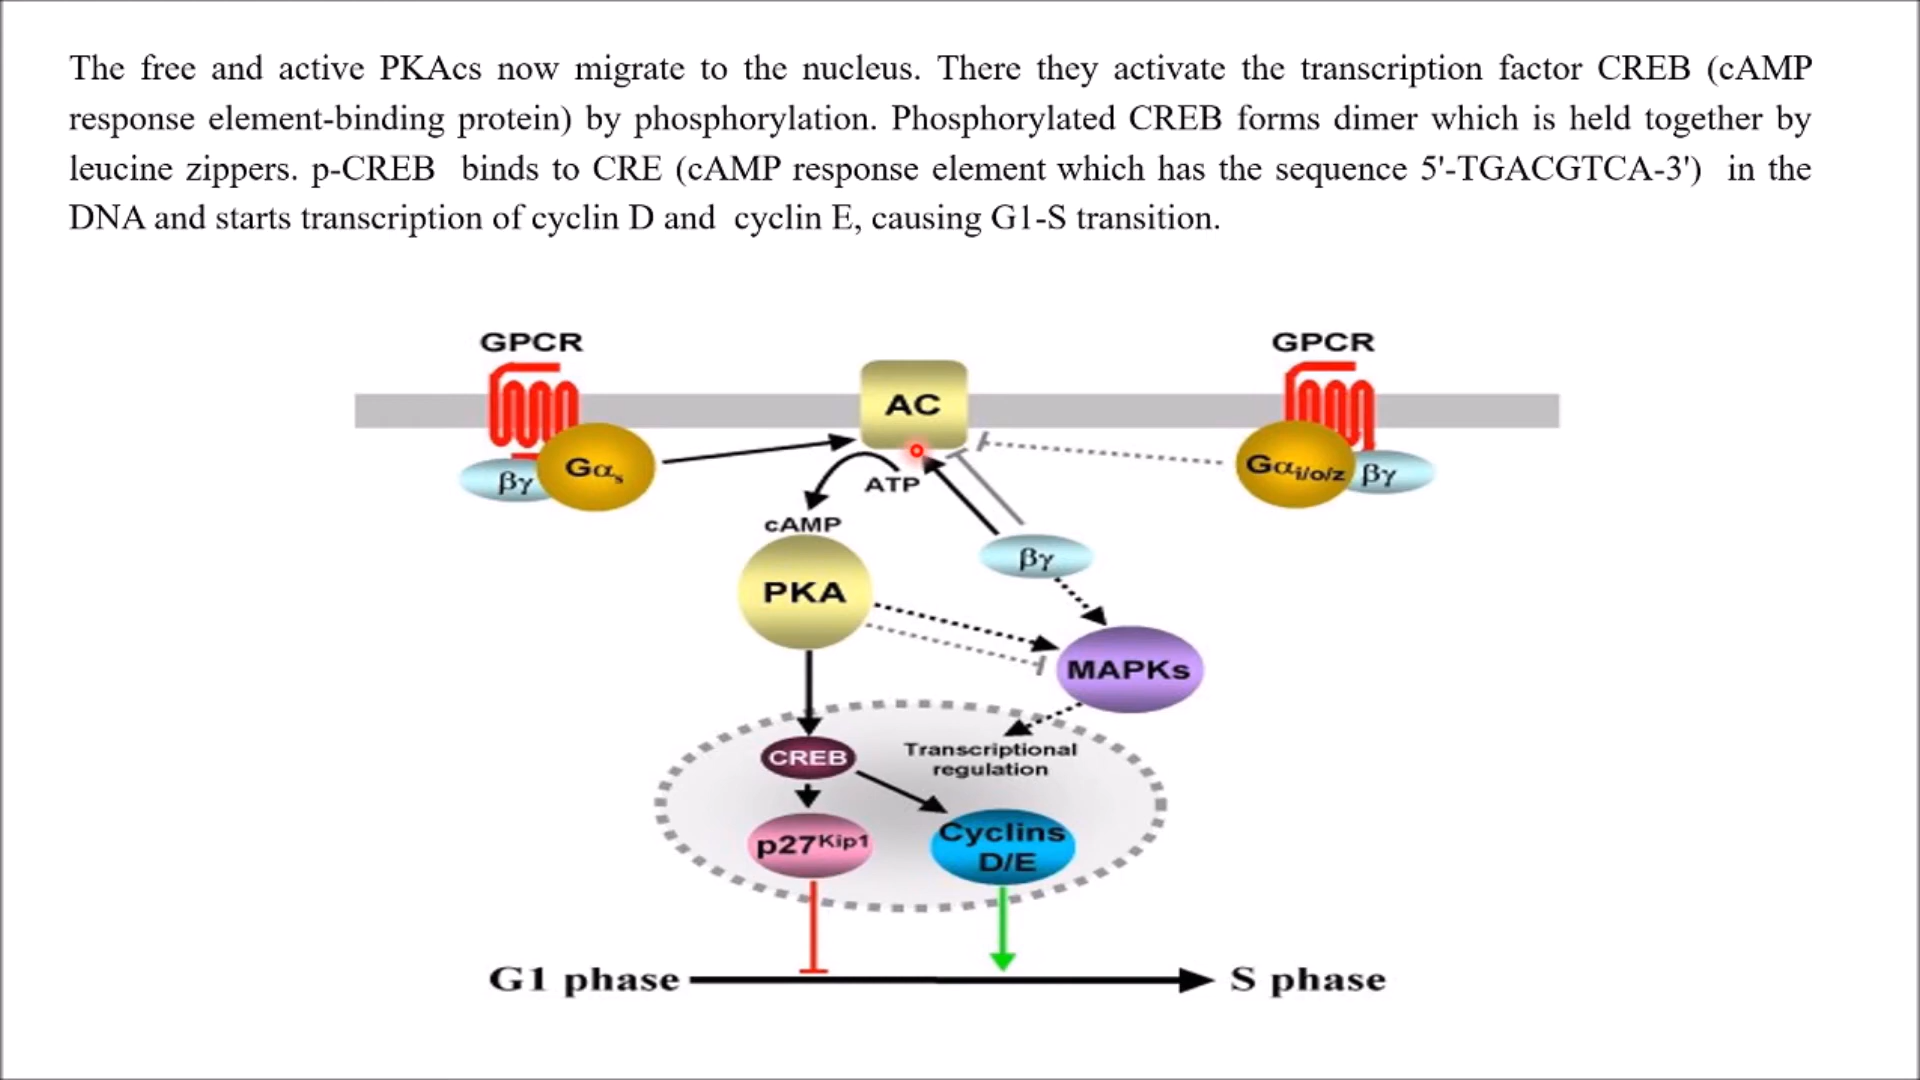 The free and active PKAcs now migrate to the nucleus. There they activate the transcription factor CREB (cAMP
response element-binding protein) by phosphorylation. Phosphorylated CREB forms dimer which is held together by
leucine zippers. p-CREB binds to CRE (cAMP response element which has the sequence 5'-TGACGTCA-3') in the
DNA and starts transcription of cyclin D and cyclin E, causing G1-S transition.
GPCR
GPCR
AC
Gαs
βγ
Gαi/o/z
βγ
ATP
cAMP
βγ
PKA
MAPKs
CREB
Transcriptional
regulation
p27Kip1
Cyclins
D/E
G1 phase
S phase